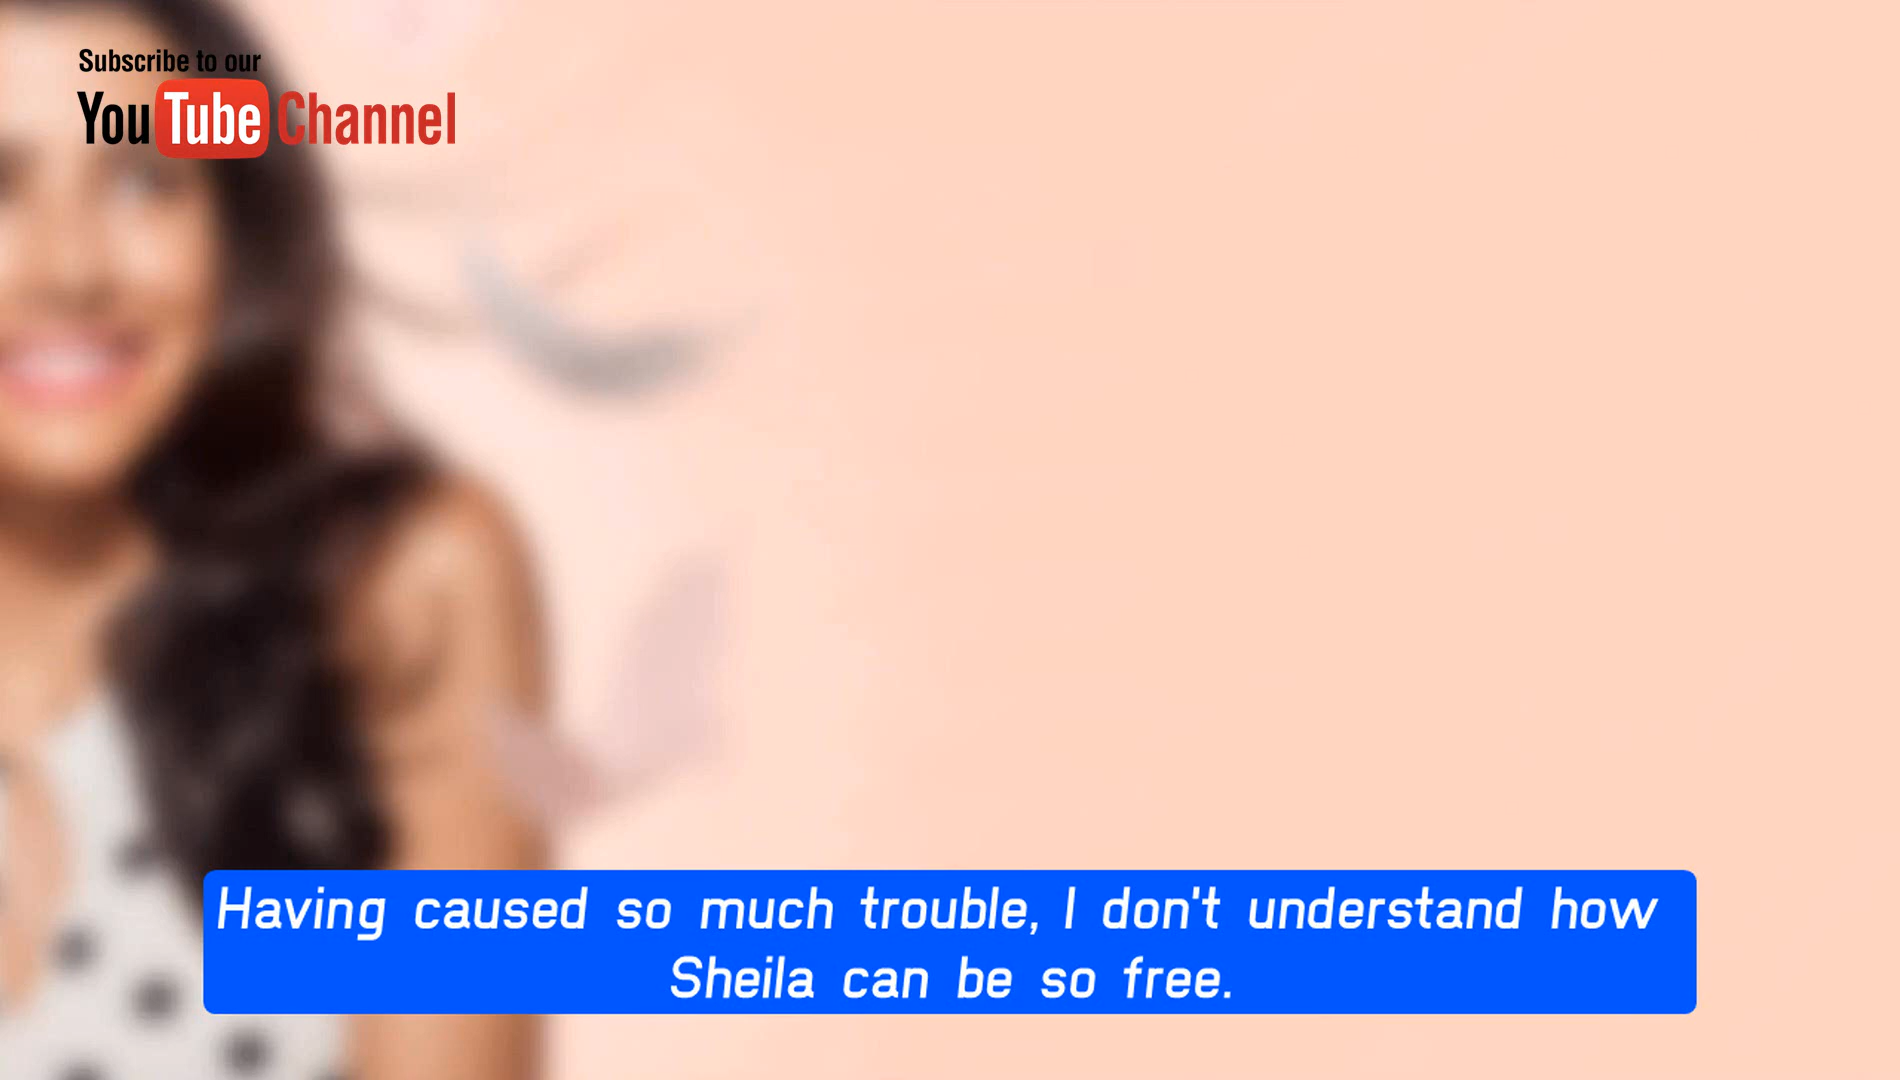 Subscribe to our
YouTube Channel
Having caused so much trouble, I don't understand how
Sheila can be so free.